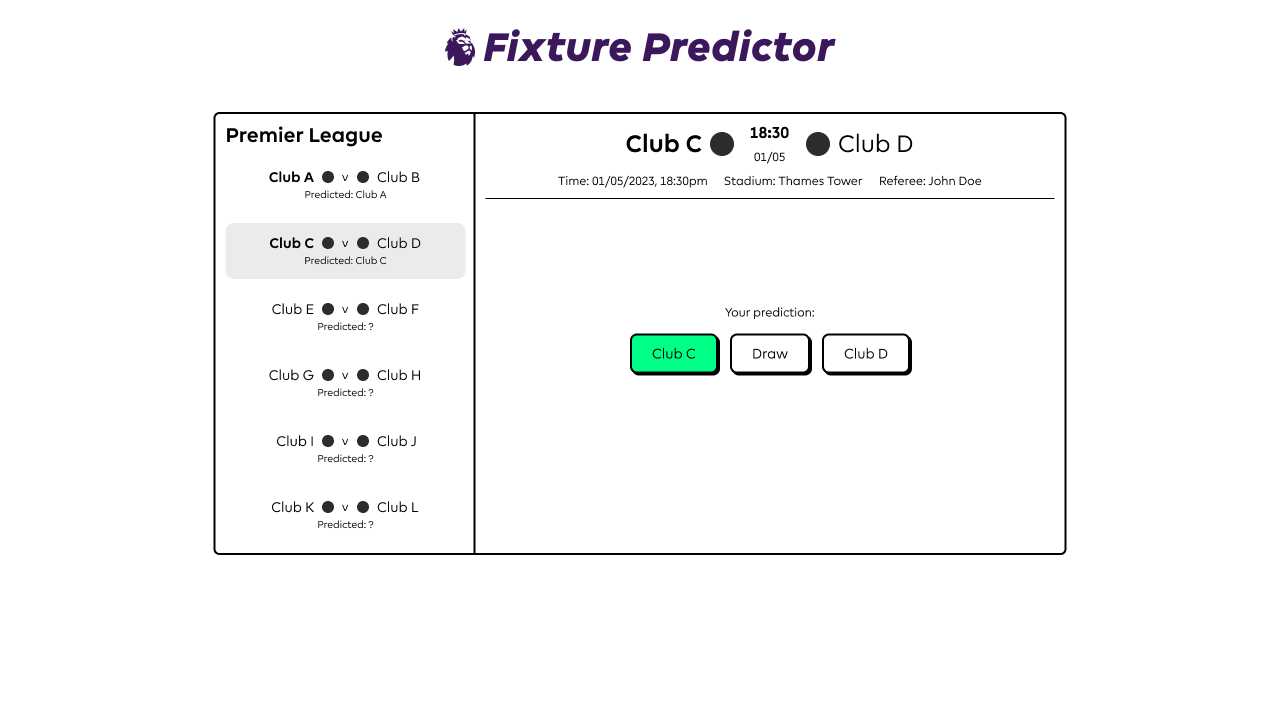 Fixture Predictor
Premier League
Club A v Club B
Predicted: Club A
Club C v Club D
Predicted: Club C
Club E v Club F
Predicted: ?
Club G v Club H
Predicted: ?
Club I v Club J
Predicted: ?
Club K v Club L
Predicted: ?
Club C 18:30 Club D
01/05
Time: 01/05/2023, 18:30pm Stadium: Thames Tower Referee: John Doe
Your prediction:
Club C Draw Club D